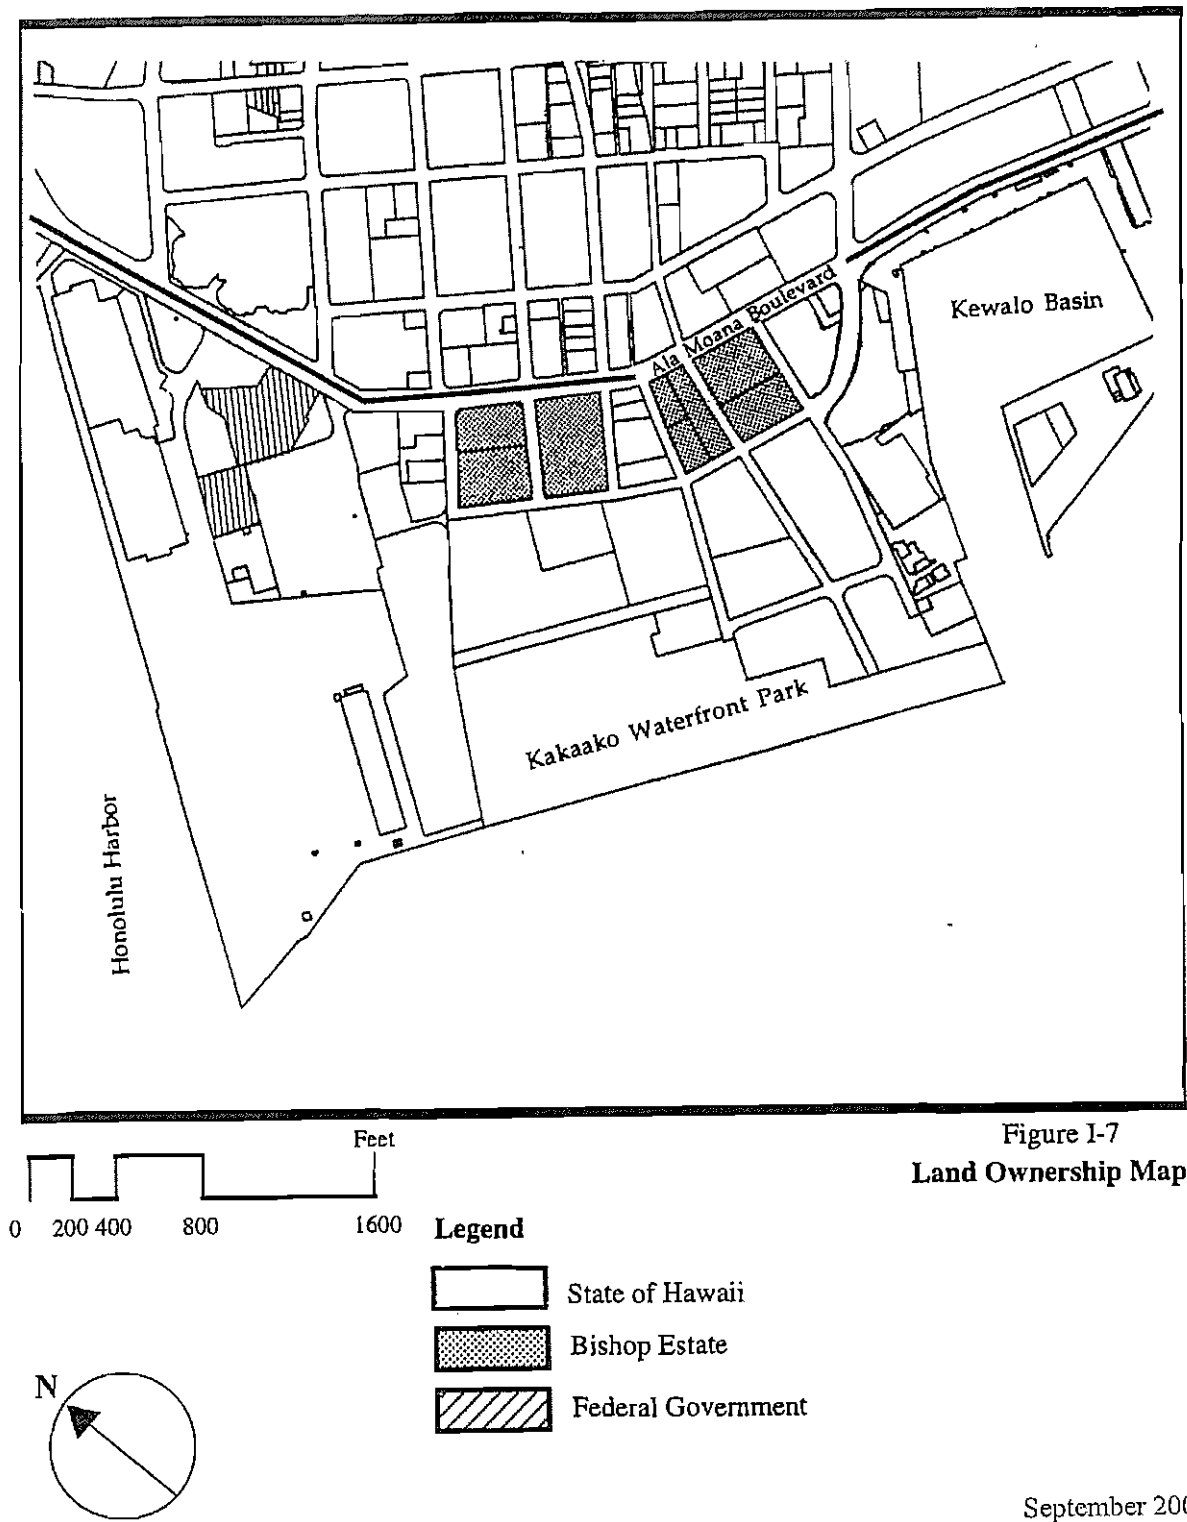 Kewalo Basin
Ala Moana Boulevard
Kakaako Waterfront Park
Honolulu Harbor
Feet
0 200 400 800 1600
Figure I-7
Land Ownership Map
Legend
State of Hawaii
Bishop Estate
Federal Government
N
September